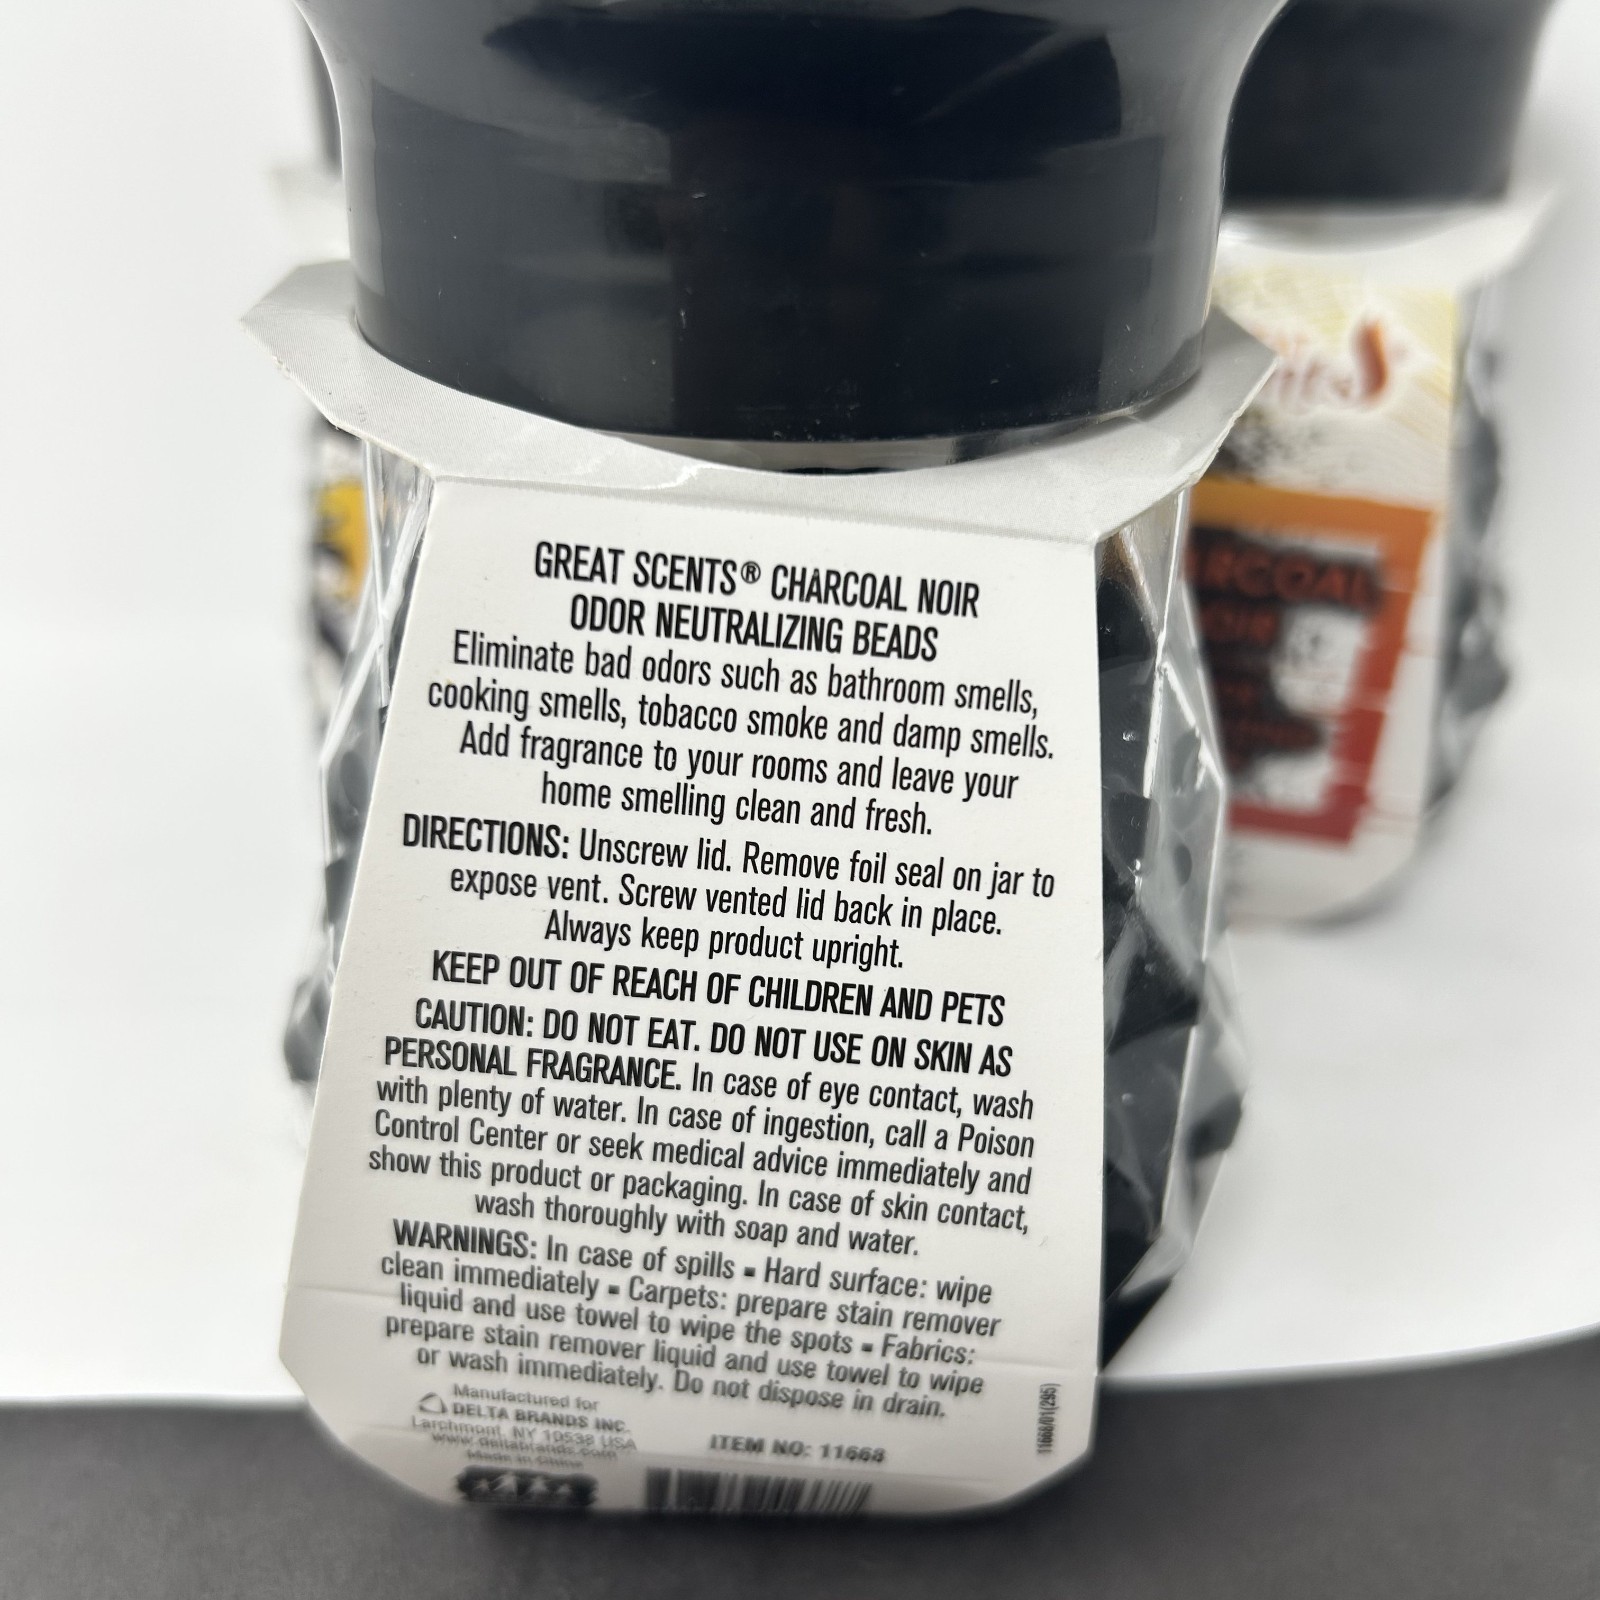 GREAT SCENTS® CHARCOAL NOIR
ODOR NEUTRALIZING BEADS
Eliminate bad odors such as bathroom smells,
cooking smells, tobacco smoke and damp smells.
Add fragrance to your rooms and leave your
home smelling clean and fresh.
DIRECTIONS: Unscrew lid. Remove foil seal on jar to
expose vent. Screw vented lid back in place.
Always keep product upright.
KEEP OUT OF REACH OF CHILDREN AND PETS
CAUTION: DO NOT EAT. DO NOT USE ON SKIN AS
PERSONAL FRAGRANCE. In case of eye contact, wash
with plenty of water. In case of ingestion, call a Poison
Control Center or seek medical advice immediately and
show this product or packaging. In case of skin contact,
wash thoroughly with soap and water.
WARNINGS: In case of spills ▪ Hard surface: wipe
clean immediately ▪ Carpets: prepare stain remover
liquid and use towel to wipe the spots ▪ Fabrics:
prepare stain remover liquid and use towel to wipe
or wash immediately. Do not dispose in drain.
Manufactured for
DELTA BRANDS INC.
Larchmont, NY 10538 USA
www.deltabrands.com
Made in China
ITEM NO: 11668
11668/01(295)